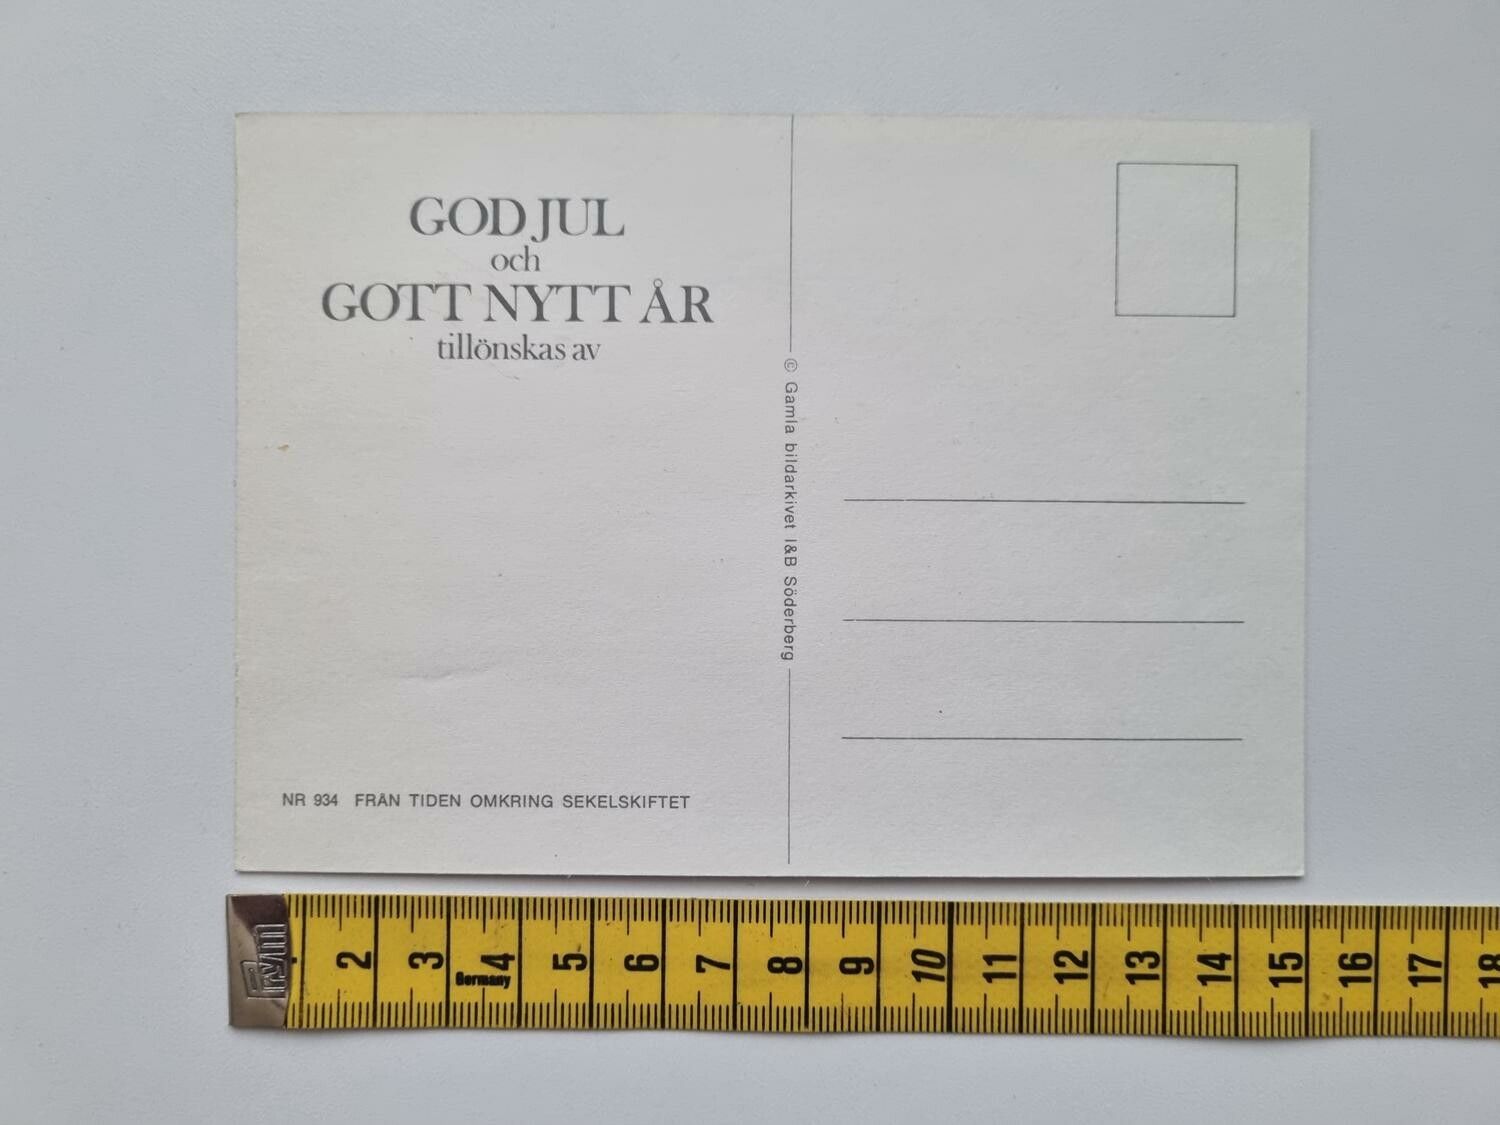 GOD JUL
och
GOTT NYTT ÅR
tillönskas av
© Gamla bildarkivet I&B Söderberg
NR 934 FRÅN TIDEN OMKRING SEKELSKIFTET
Prym
2 3 4 5 6 7 8 9 10 11 12 13 14 15 16 17 18
Germany